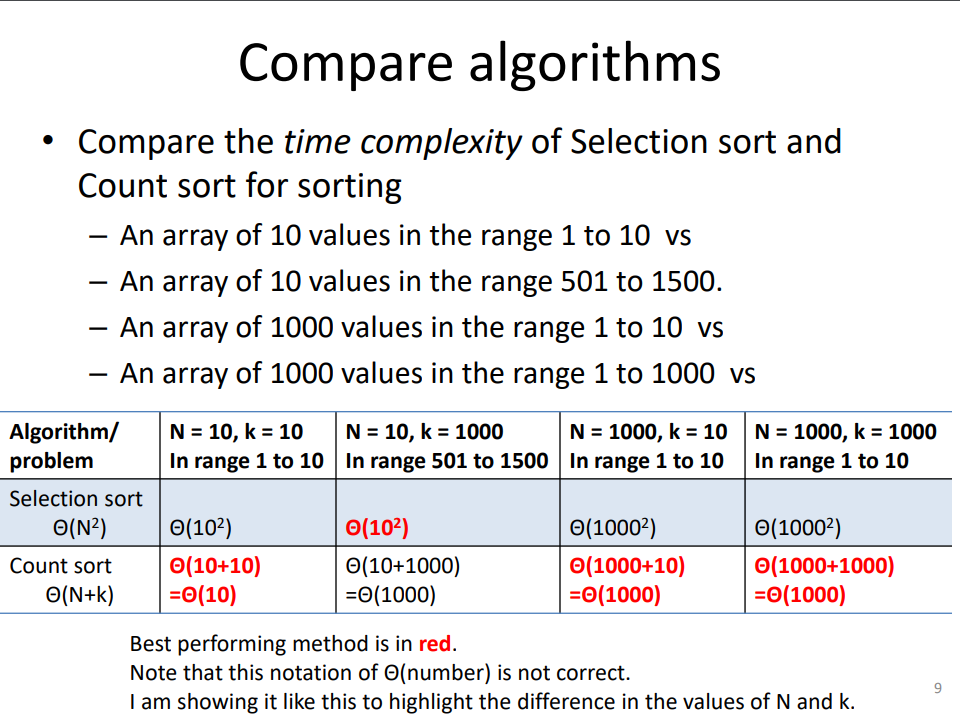 Compare algorithms
• Compare the time complexity of Selection sort and
Count sort for sorting
– An array of 10 values in the range 1 to 10 vs
– An array of 10 values in the range 501 to 1500.
– An array of 1000 values in the range 1 to 10 vs
– An array of 1000 values in the range 1 to 1000 vs
Algorithm/ problem | N = 10, k = 10 In range 1 to 10 | N = 10, k = 1000 In range 501 to 1500 | N = 1000, k = 10 In range 1 to 10 | N = 1000, k = 1000 In range 1 to 10
Selection sort Θ(N²) | Θ(10²) | Θ(10²) | Θ(1000²) | Θ(1000²)
Count sort Θ(N+k) | Θ(10+10) =Θ(10) | Θ(10+1000) =Θ(1000) | Θ(1000+10) =Θ(1000) | Θ(1000+1000) =Θ(1000)
Best performing method is in red.
Note that this notation of Θ(number) is not correct.
I am showing it like this to highlight the difference in the values of N and k.
9